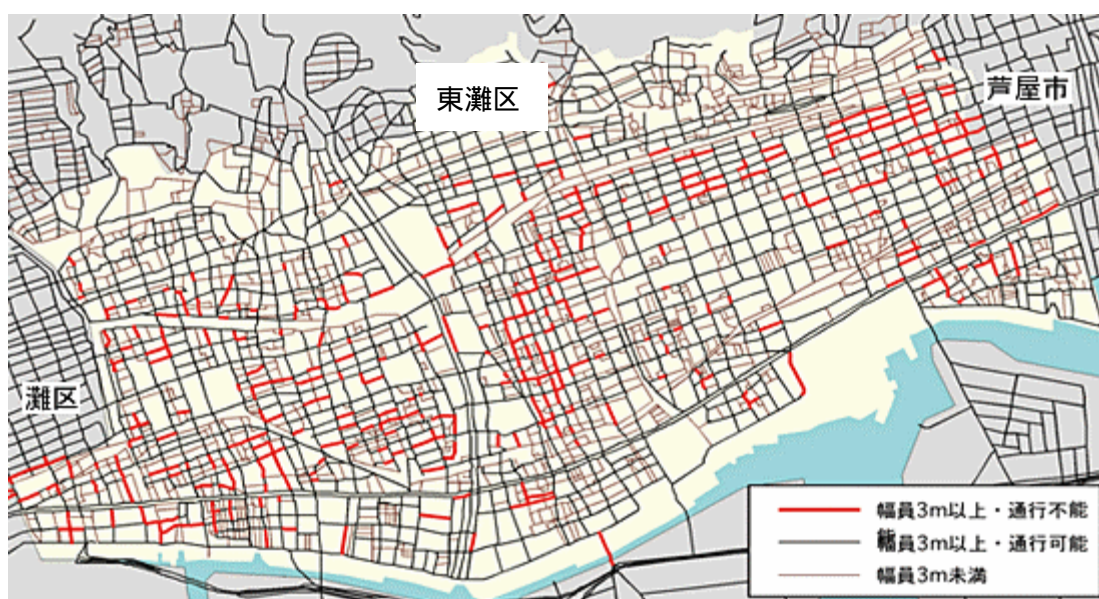 東灘区
芦屋市
灘区
幅員3m以上・通行不能
能
幅員3m以上・通行可能
幅員3m未満